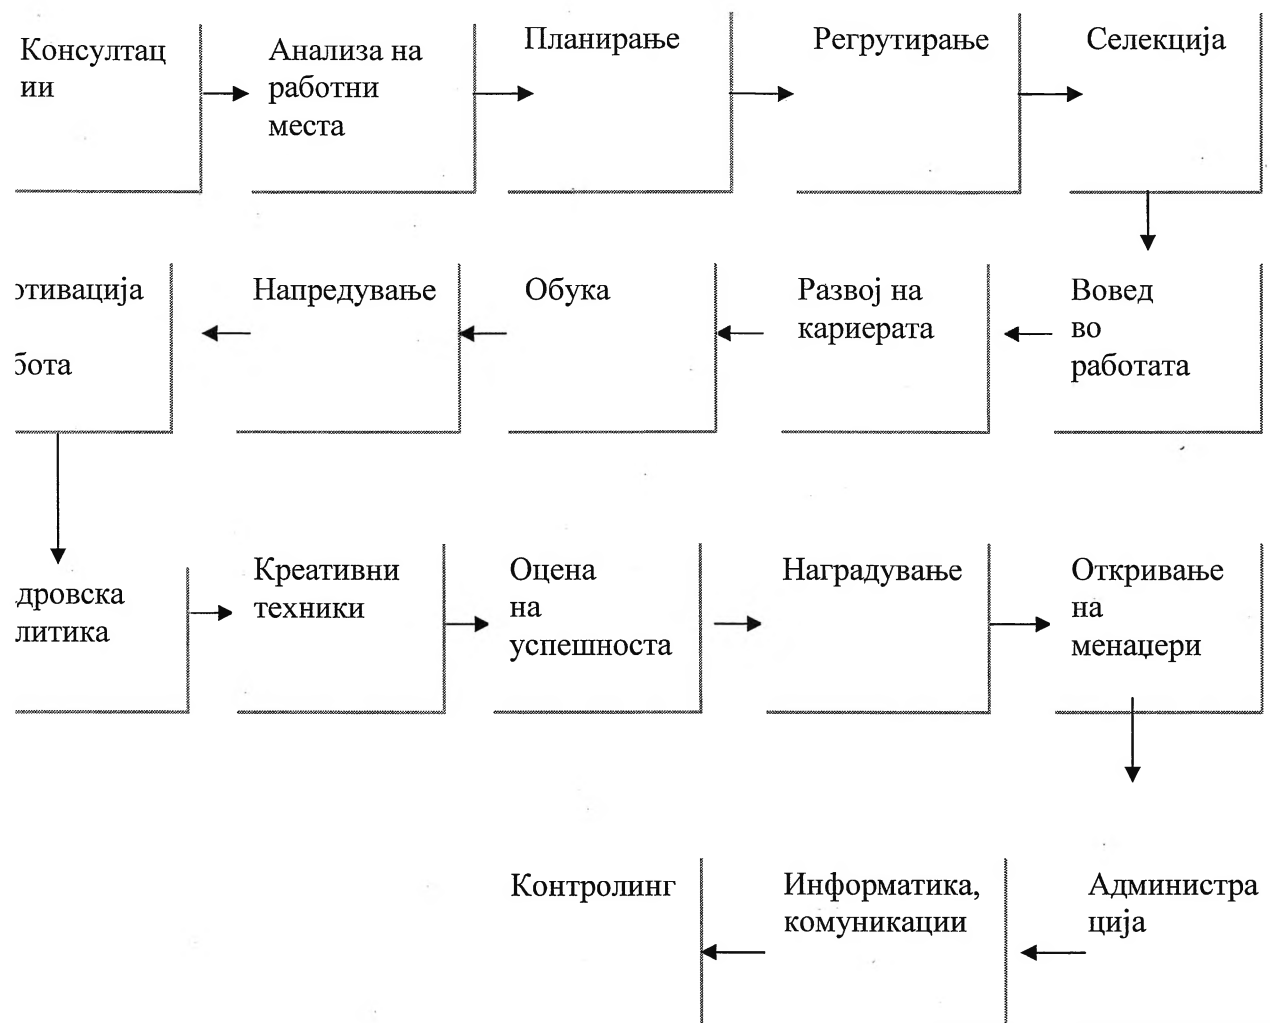 Консултац
ии
Анализа на
работни
места
Планирање
Регрутирање
Селекција
отивација
бота
Напредување
Обука
Развој на
кариерата
Вовед
во
работата
дровска
литика
Креативни
техники
Оцена
на
успешноста
Наградување
Откривање
на
менаџери
Контролинг
Информатика,
комуникации
Администра
ција